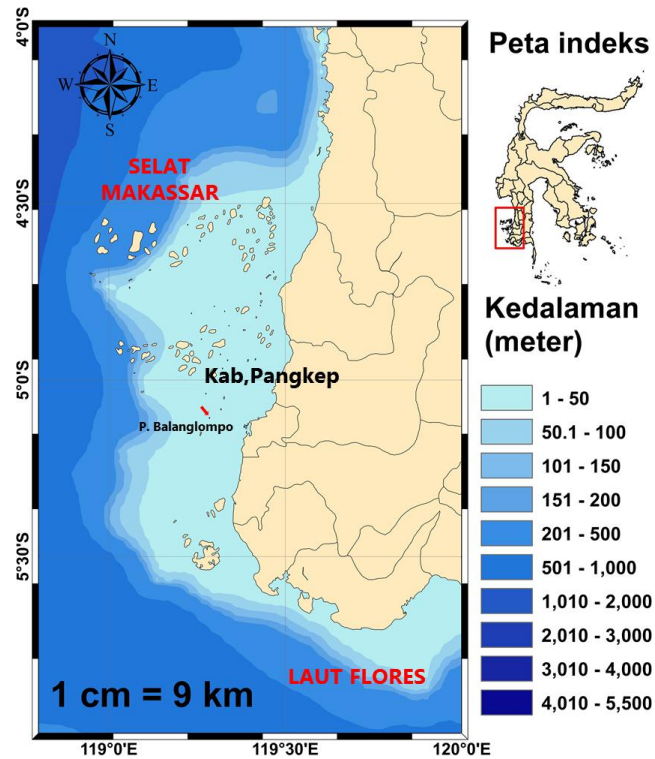 4°0'S
4°30'S
5°0'S
5°30'S
N
W
E
S
SELAT
MAKASSAR
Kab,Pangkep
P. Balanglompo
LAUT FLORES
1 cm = 9 km
119°0'E
119°30'E
120°0'E
Peta indeks
Kedalaman
(meter)
1 - 50
50.1 - 100
101 - 150
151 - 200
201 - 500
501 - 1,000
1,010 - 2,000
2,010 - 3,000
3,010 - 4,000
4,010 - 5,500